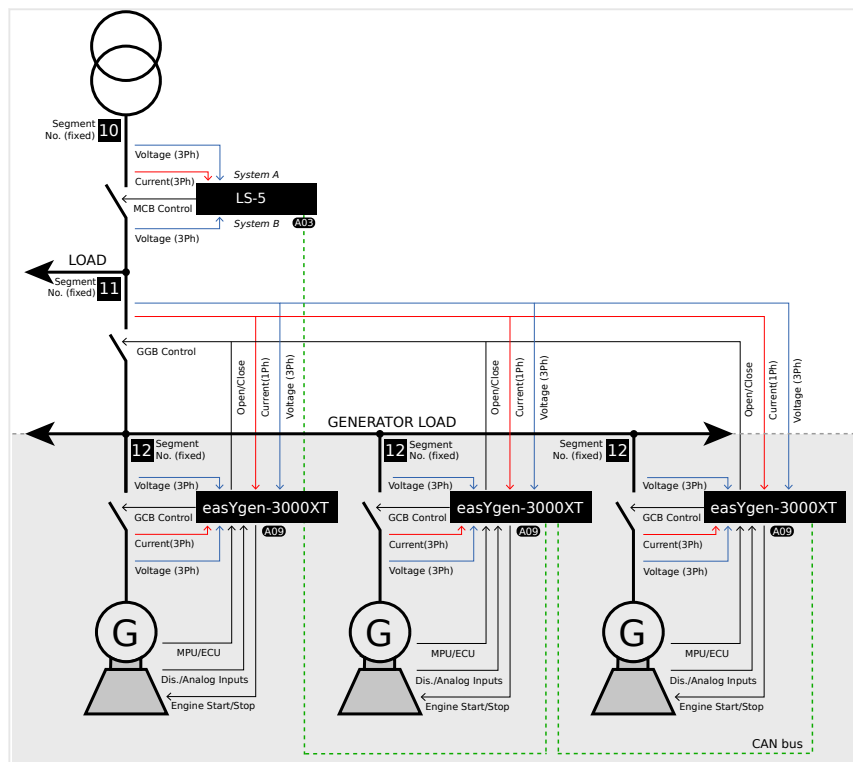 Segment
No. (fixed)
10
Voltage (3Ph)
System A
Current(3Ph)
LS-5
MCB Control
System B
A03
Voltage (3Ph)
LOAD
Segment
No. (fixed)
11
GGB Control
Open/Close
Current(1Ph)
Voltage (3Ph)
Open/Close
Current(1Ph)
Voltage (3Ph)
Open/Close
Current(1Ph)
Voltage (3Ph)
GENERATOR LOAD
12
Segment
No. (fixed)
12
Segment
No. (fixed)
Segment
No. (fixed)
12
Voltage (3Ph)
easYgen-3000XT
GCB Control
A09
Current(3Ph)
Voltage (3Ph)
Voltage (3Ph)
easYgen-3000XT
GCB Control
A09
Current(3Ph)
Voltage (3Ph)
Voltage (3Ph)
easYgen-3000XT
GCB Control
A09
Current(3Ph)
Voltage (3Ph)
G
MPU/ECU
Dis./Analog Inputs
Engine Start/Stop
G
MPU/ECU
Dis./Analog Inputs
Engine Start/Stop
G
MPU/ECU
Dis./Analog Inputs
Engine Start/Stop
CAN bus